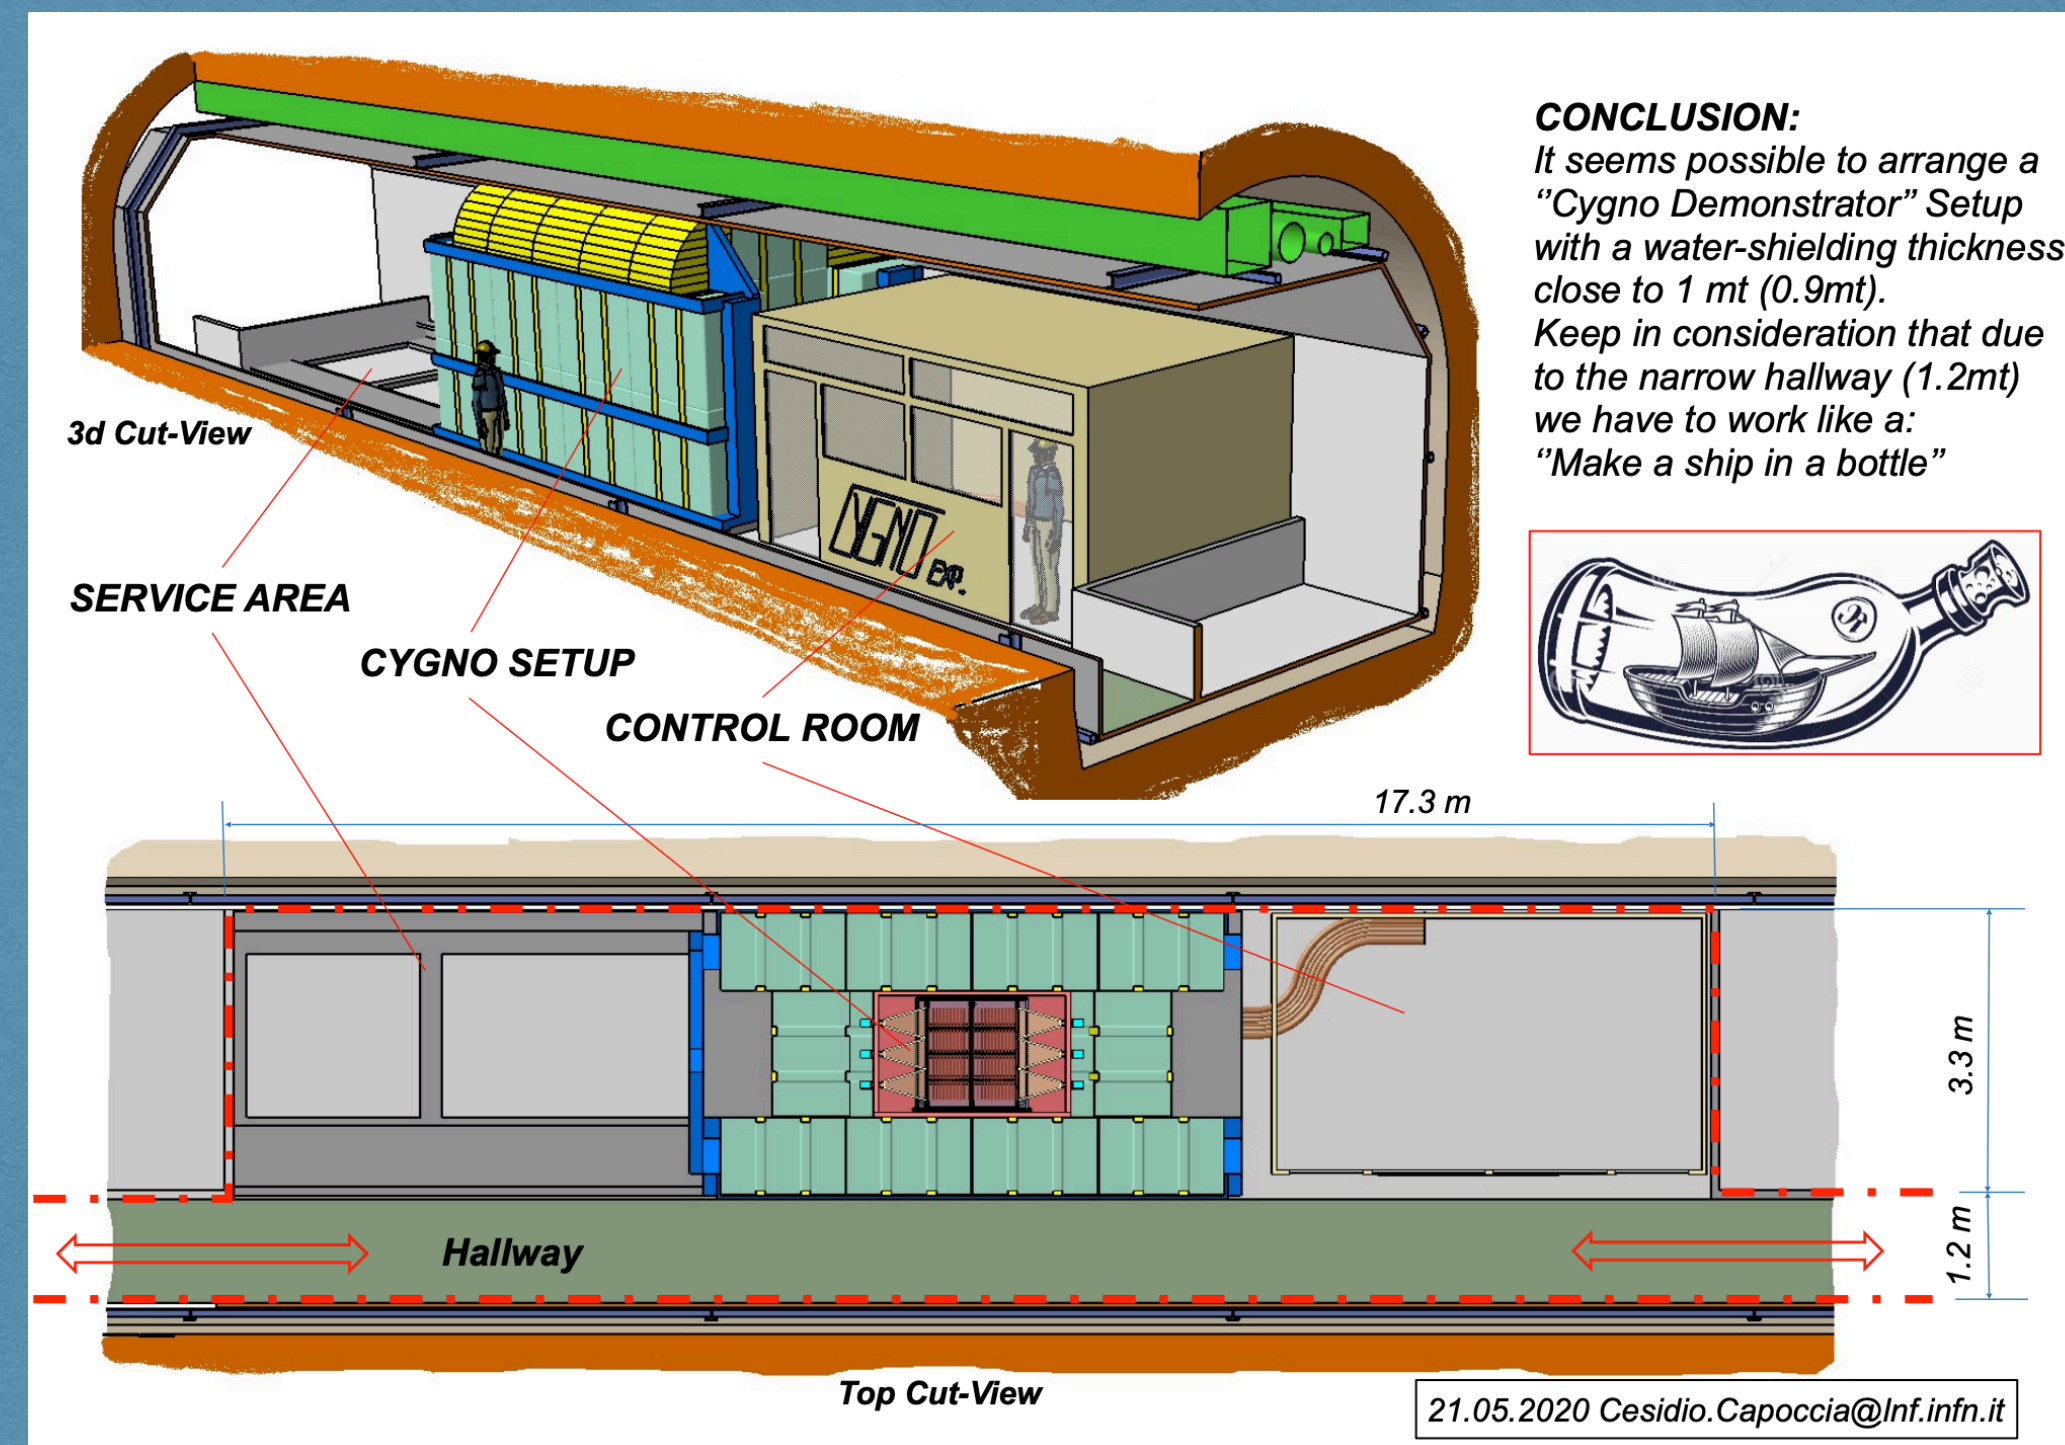 CONCLUSION:
It seems possible to arrange a
‘’Cygno Demonstrator’’ Setup
with a water-shielding thickness
close to 1 mt (0.9mt).
Keep in consideration that due
to the narrow hallway (1.2mt)
we have to work like a:
‘’Make a ship in a bottle’’
3d Cut-View
CYGNO EXP.
SERVICE AREA
CYGNO SETUP
CONTROL ROOM
17.3 m
3.3 m
1.2 m
Hallway
Top Cut-View
21.05.2020 Cesidio.Capoccia@lnf.infn.it